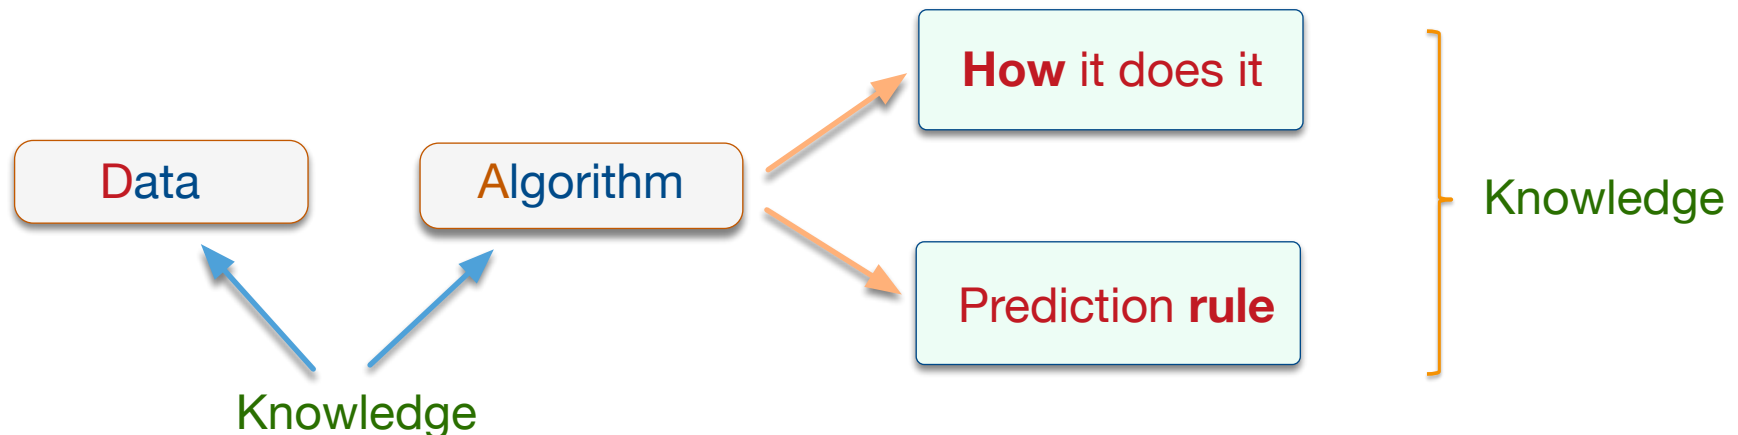 How it does it
Data
Algorithm
Knowledge
Prediction rule
Knowledge